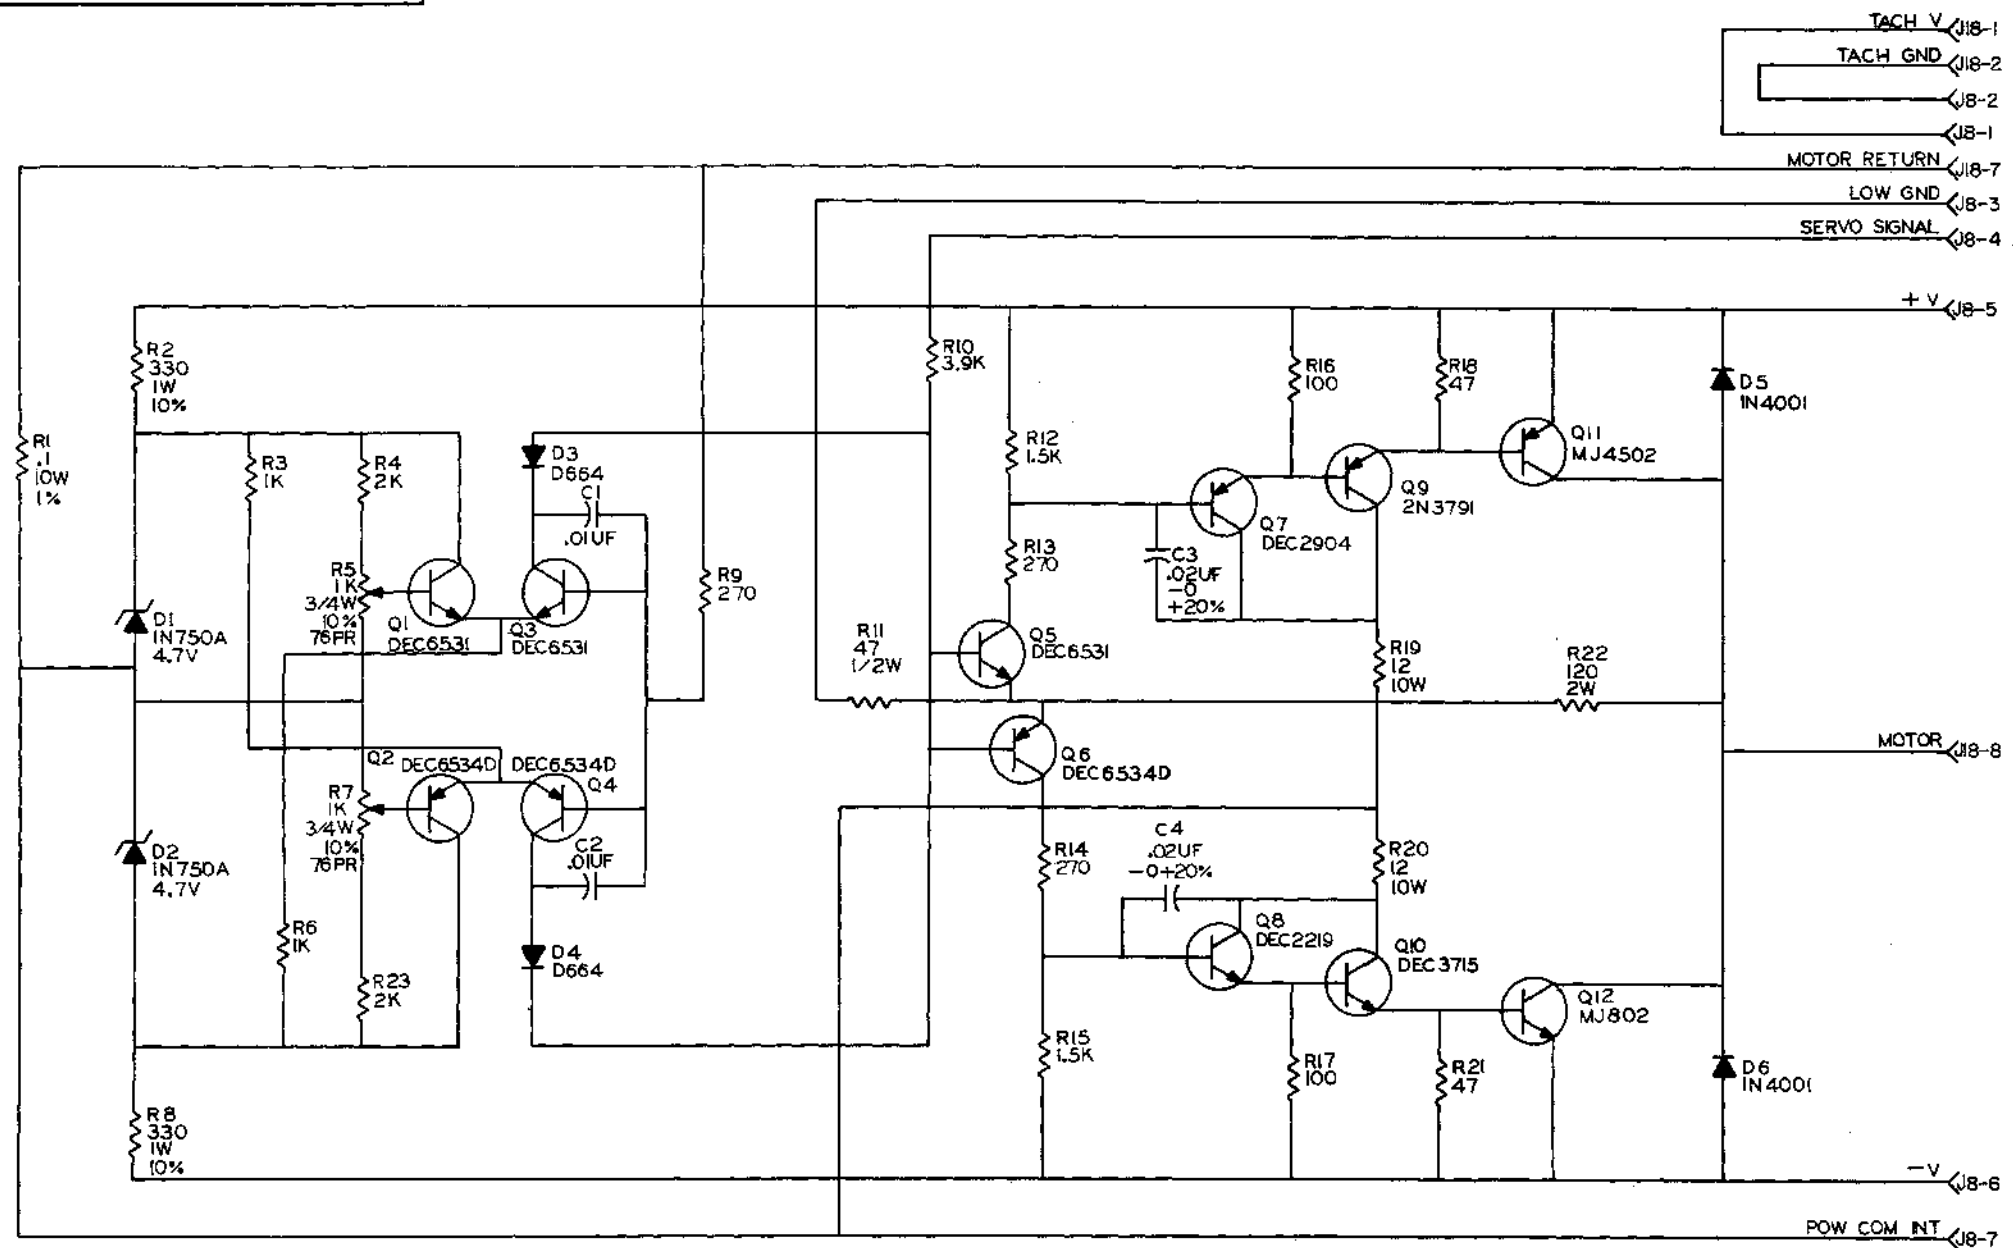 TACH V J18-1
TACH GND J18-2
J8-2
J8-1
MOTOR RETURN J18-7
LOW GND J8-3
SERVO SIGNAL J8-4
+V J8-5
R2
330
1W
10%
R1
.1
10W
1%
R3
1K
R4
2K
D3
D664
C1
.01UF
R5
1K
3/4W
10%
76PR
Q1
DEC6531
Q3
DEC6531
D1
IN750A
4.7V
R9
270
R10
3.9K
R12
1.5K
R13
270
R16
100
R18
47
Q11
MJ4502
D5
IN4001
Q9
2N3791
Q7
DEC2904
C3
.02UF
-0
+20%
R11
47
1/2W
Q5
DEC6531
R19
12
10W
R22
120
2W
MOTOR J18-8
Q2
DEC6534D
DEC6534D
Q4
Q6
DEC6534D
R7
1K
3/4W
10%
76PR
D2
IN750A
4.7V
C2
.01UF
R14
270
C4
.02UF
-0+20%
R20
12
10W
R6
1K
D4
D664
R23
2K
Q8
DEC2219
Q10
DEC3715
Q12
MJ802
R15
1.5K
R17
100
R21
47
D6
IN4001
R8
330
1W
10%
-V J8-6
POW COM INT J8-7